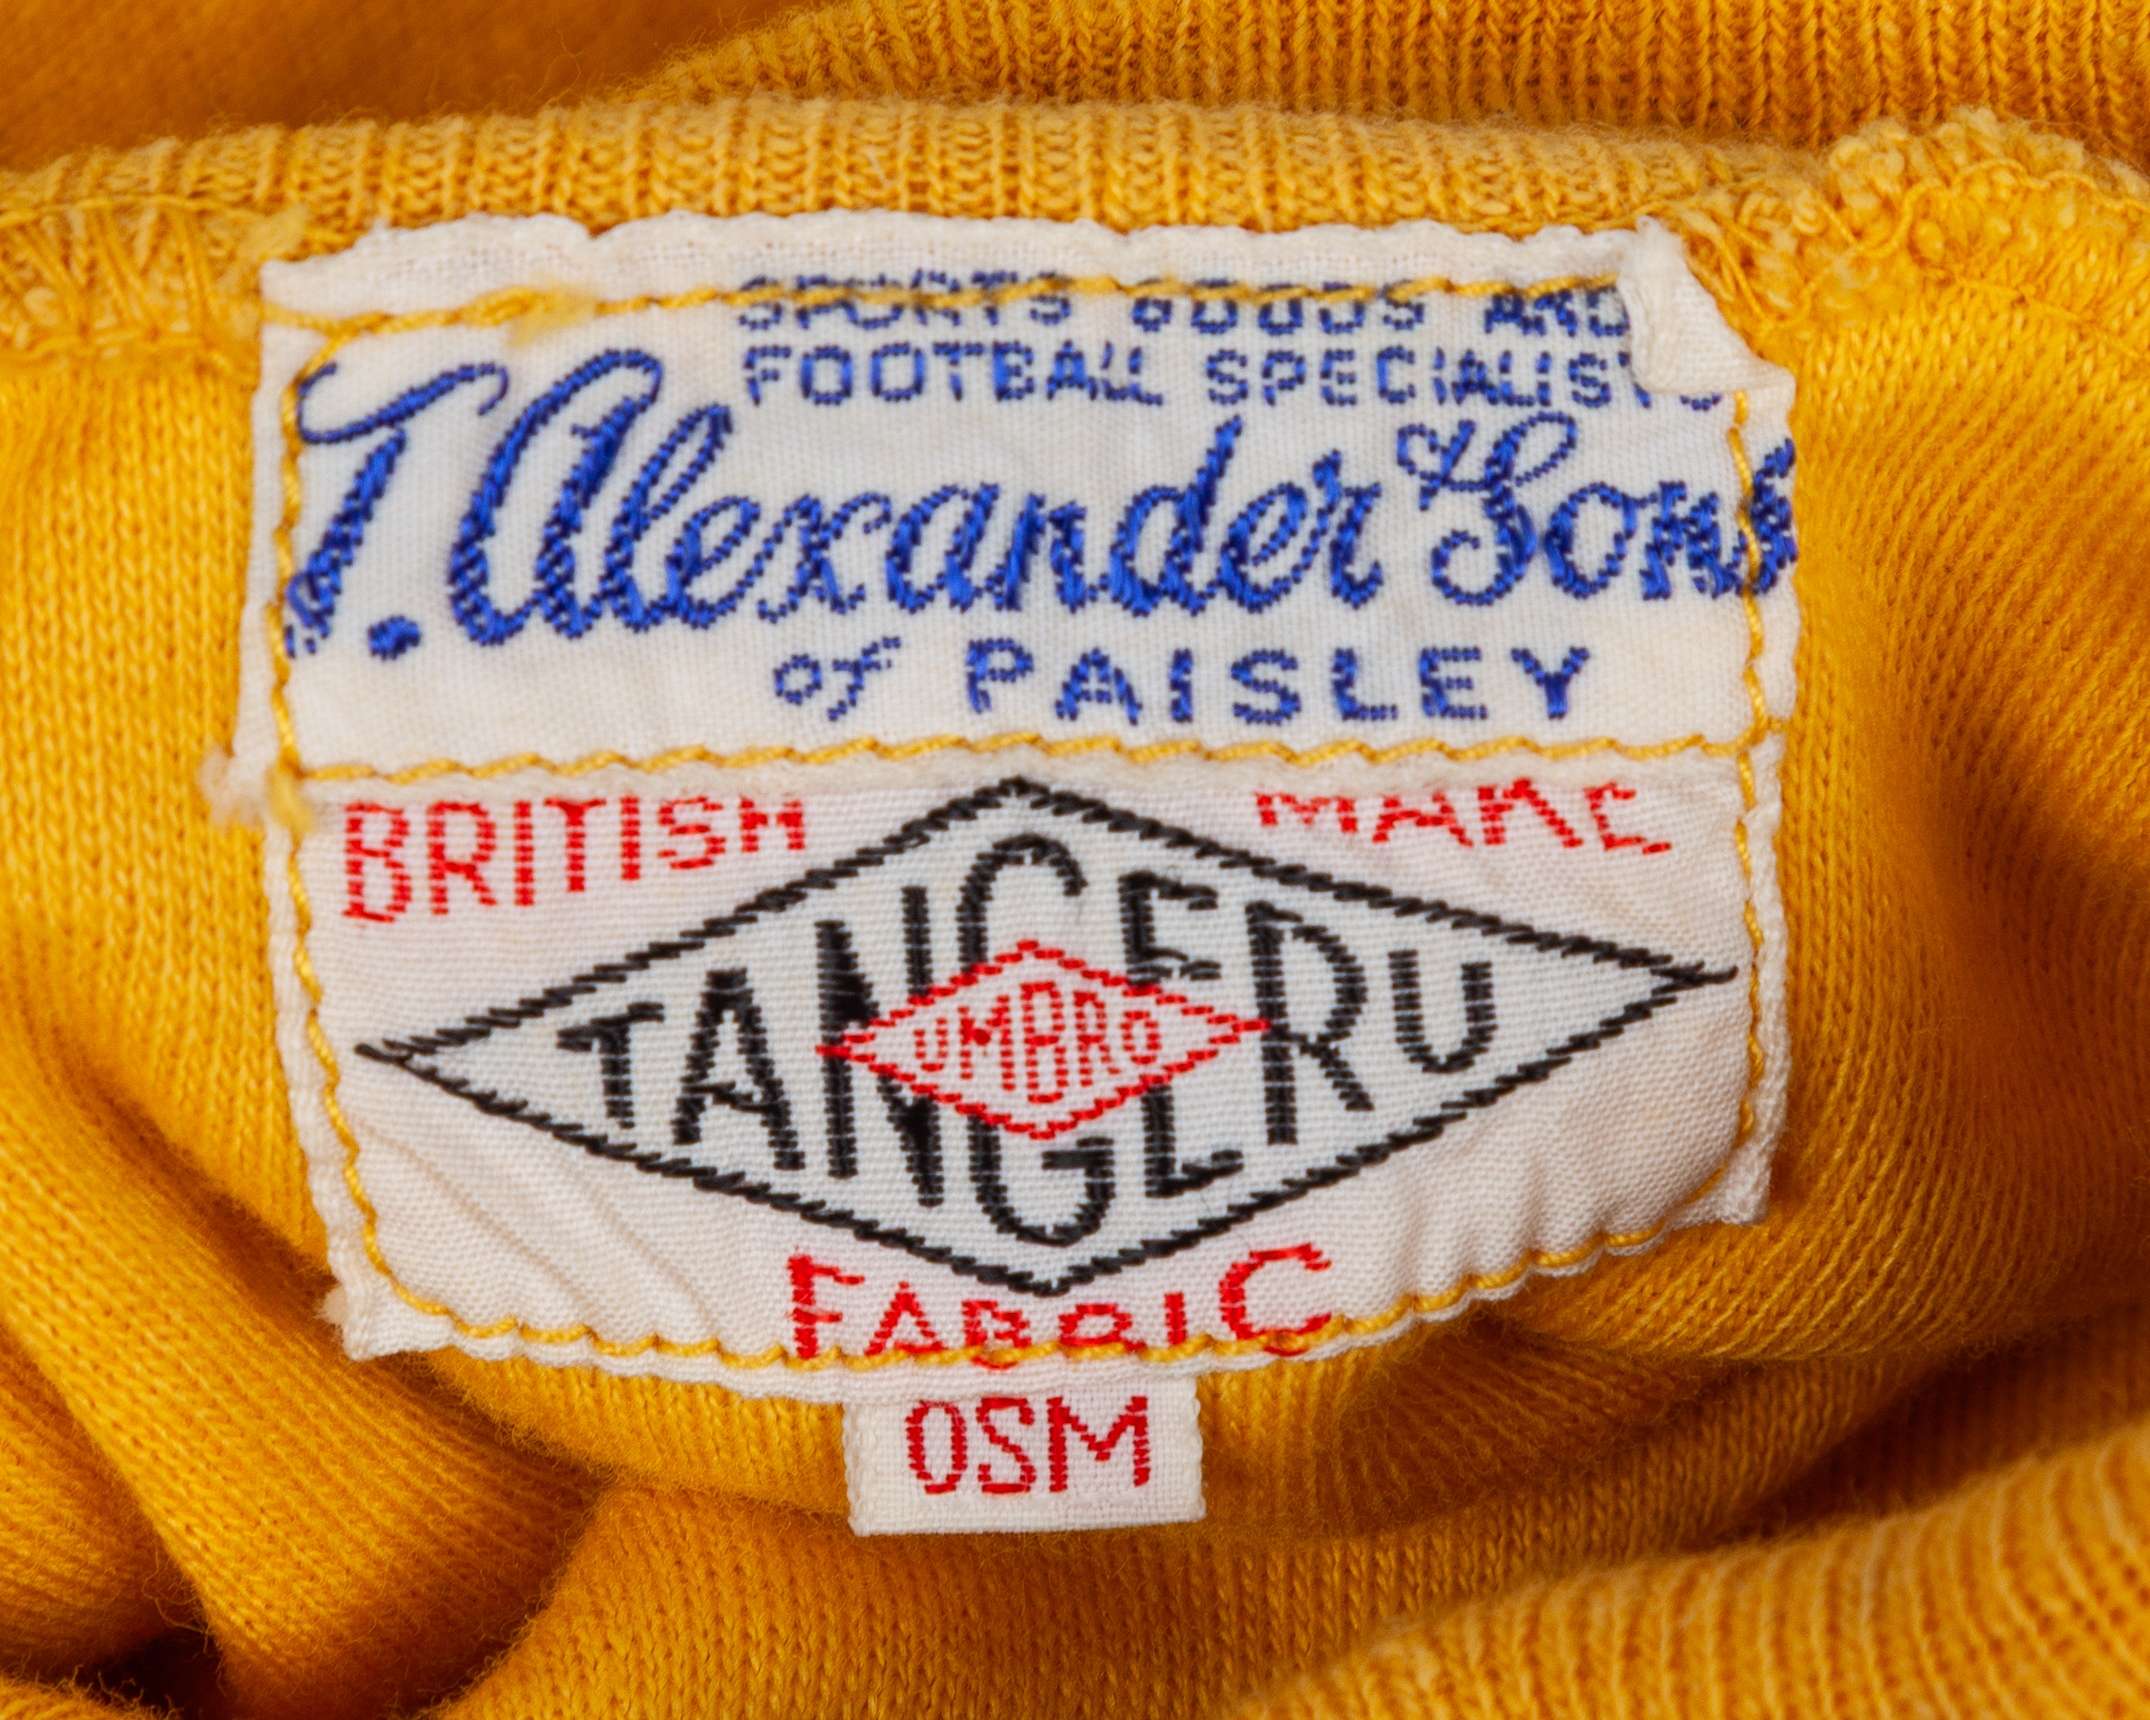 SPORTS GOODS AND
FOOTBALL SPECIALISTS
T. Alexander & Sons
OF PAISLEY
BRITISH MAKE
TANGERU
UMBRO
FABRIC
OSM